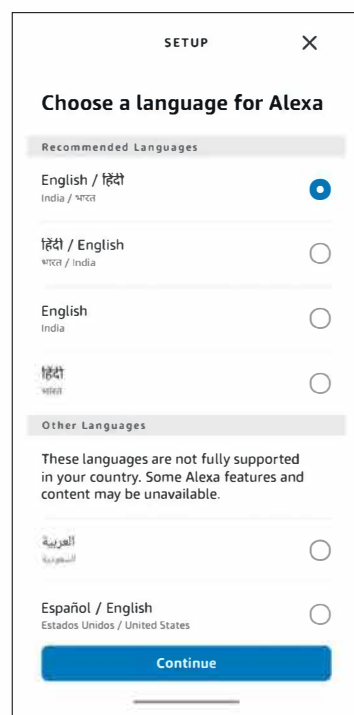 SETUP
Choose a language for Alexa
Recommended Languages
English / हिंदी
India / भारत
हिंदी / English
भारत / India
English
India
हिंदी
भारत
Other Languages
These languages are not fully supported
in your country. Some Alexa features and
content may be unavailable.
العربية
السعودية
Español / English
Estados Unidos / United States
Continue